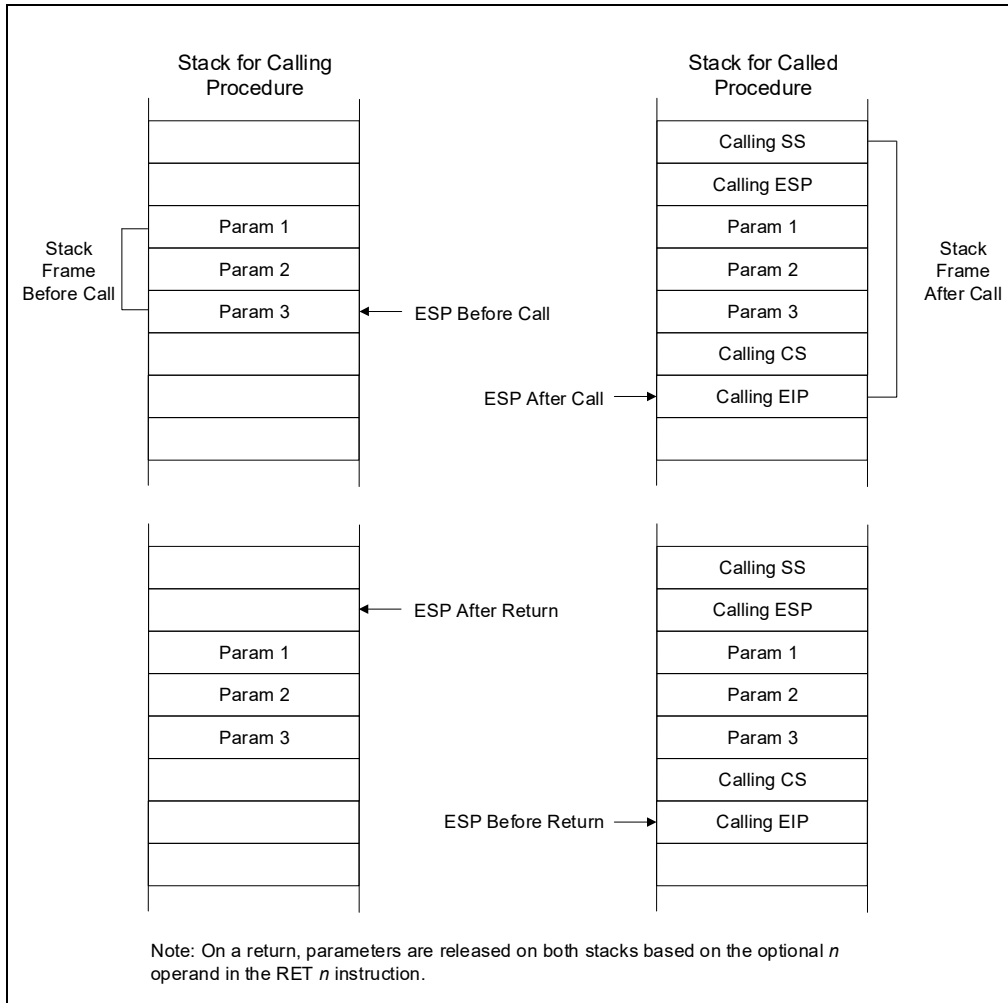 Stack for Calling
Procedure
Stack for Called
Procedure
Calling SS
Calling ESP
Param 1
Param 1
Stack
Frame
Before Call
Param 2
Param 2
Stack
Frame
After Call
Param 3
ESP Before Call
Param 3
Calling CS
ESP After Call
Calling EIP
Calling SS
ESP After Return
Calling ESP
Param 1
Param 1
Param 2
Param 2
Param 3
Param 3
Calling CS
ESP Before Return
Calling EIP
Note: On a return, parameters are released on both stacks based on the optional n
operand in the RET n instruction.